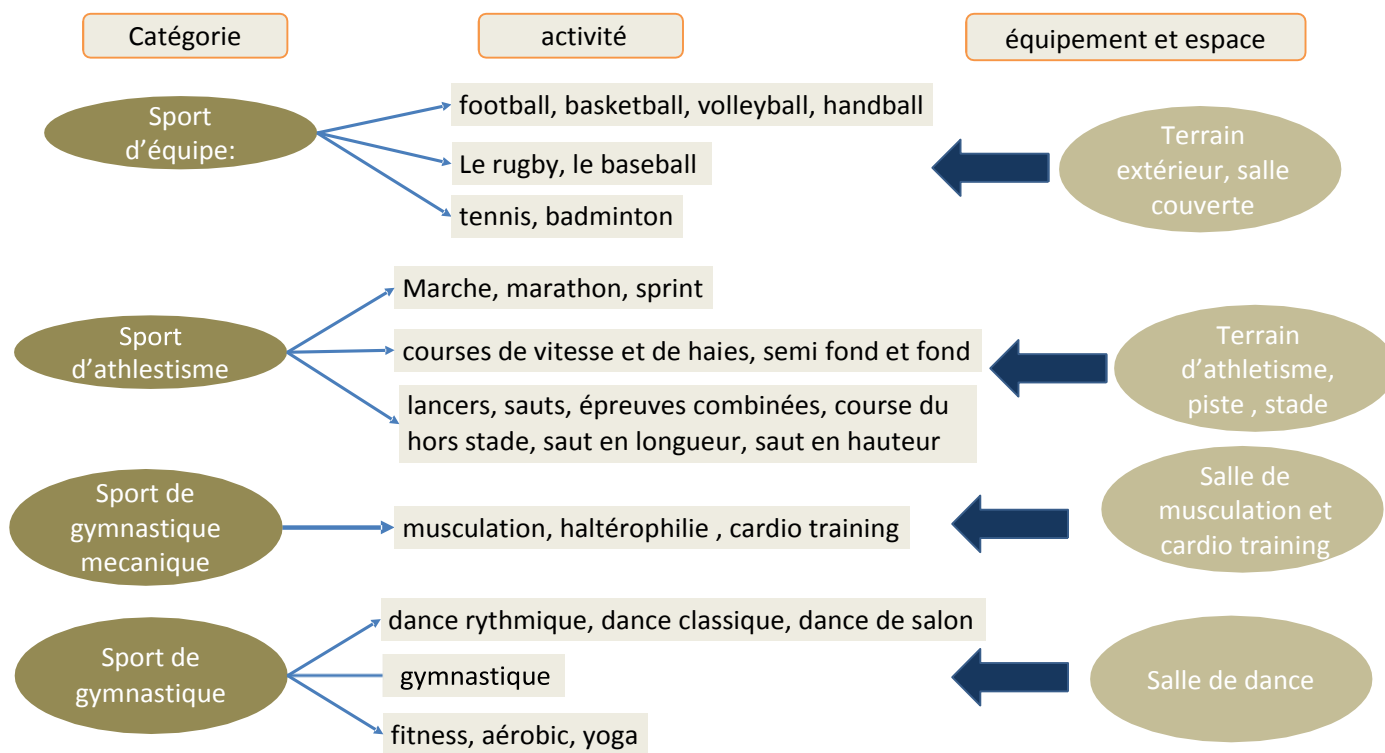 Catégorie
activité
équipement et espace
Sport
d’équipe:
football, basketball, volleyball, handball
Le rugby, le baseball
tennis, badminton
Terrain
extérieur, salle
couverte
Sport
d’athlestisme
Marche, marathon, sprint
courses de vitesse et de haies, semi fond et fond
lancers, sauts, épreuves combinées, course du
hors stade, saut en longueur, saut en hauteur
Terrain
d’athletisme,
piste , stade
Sport de
gymnastique
mecanique
musculation, haltérophilie , cardio training
Salle de
musculation et
cardio training
Sport de
gymnastique
dance rythmique, dance classique, dance de salon
gymnastique
fitness, aérobic, yoga
Salle de dance